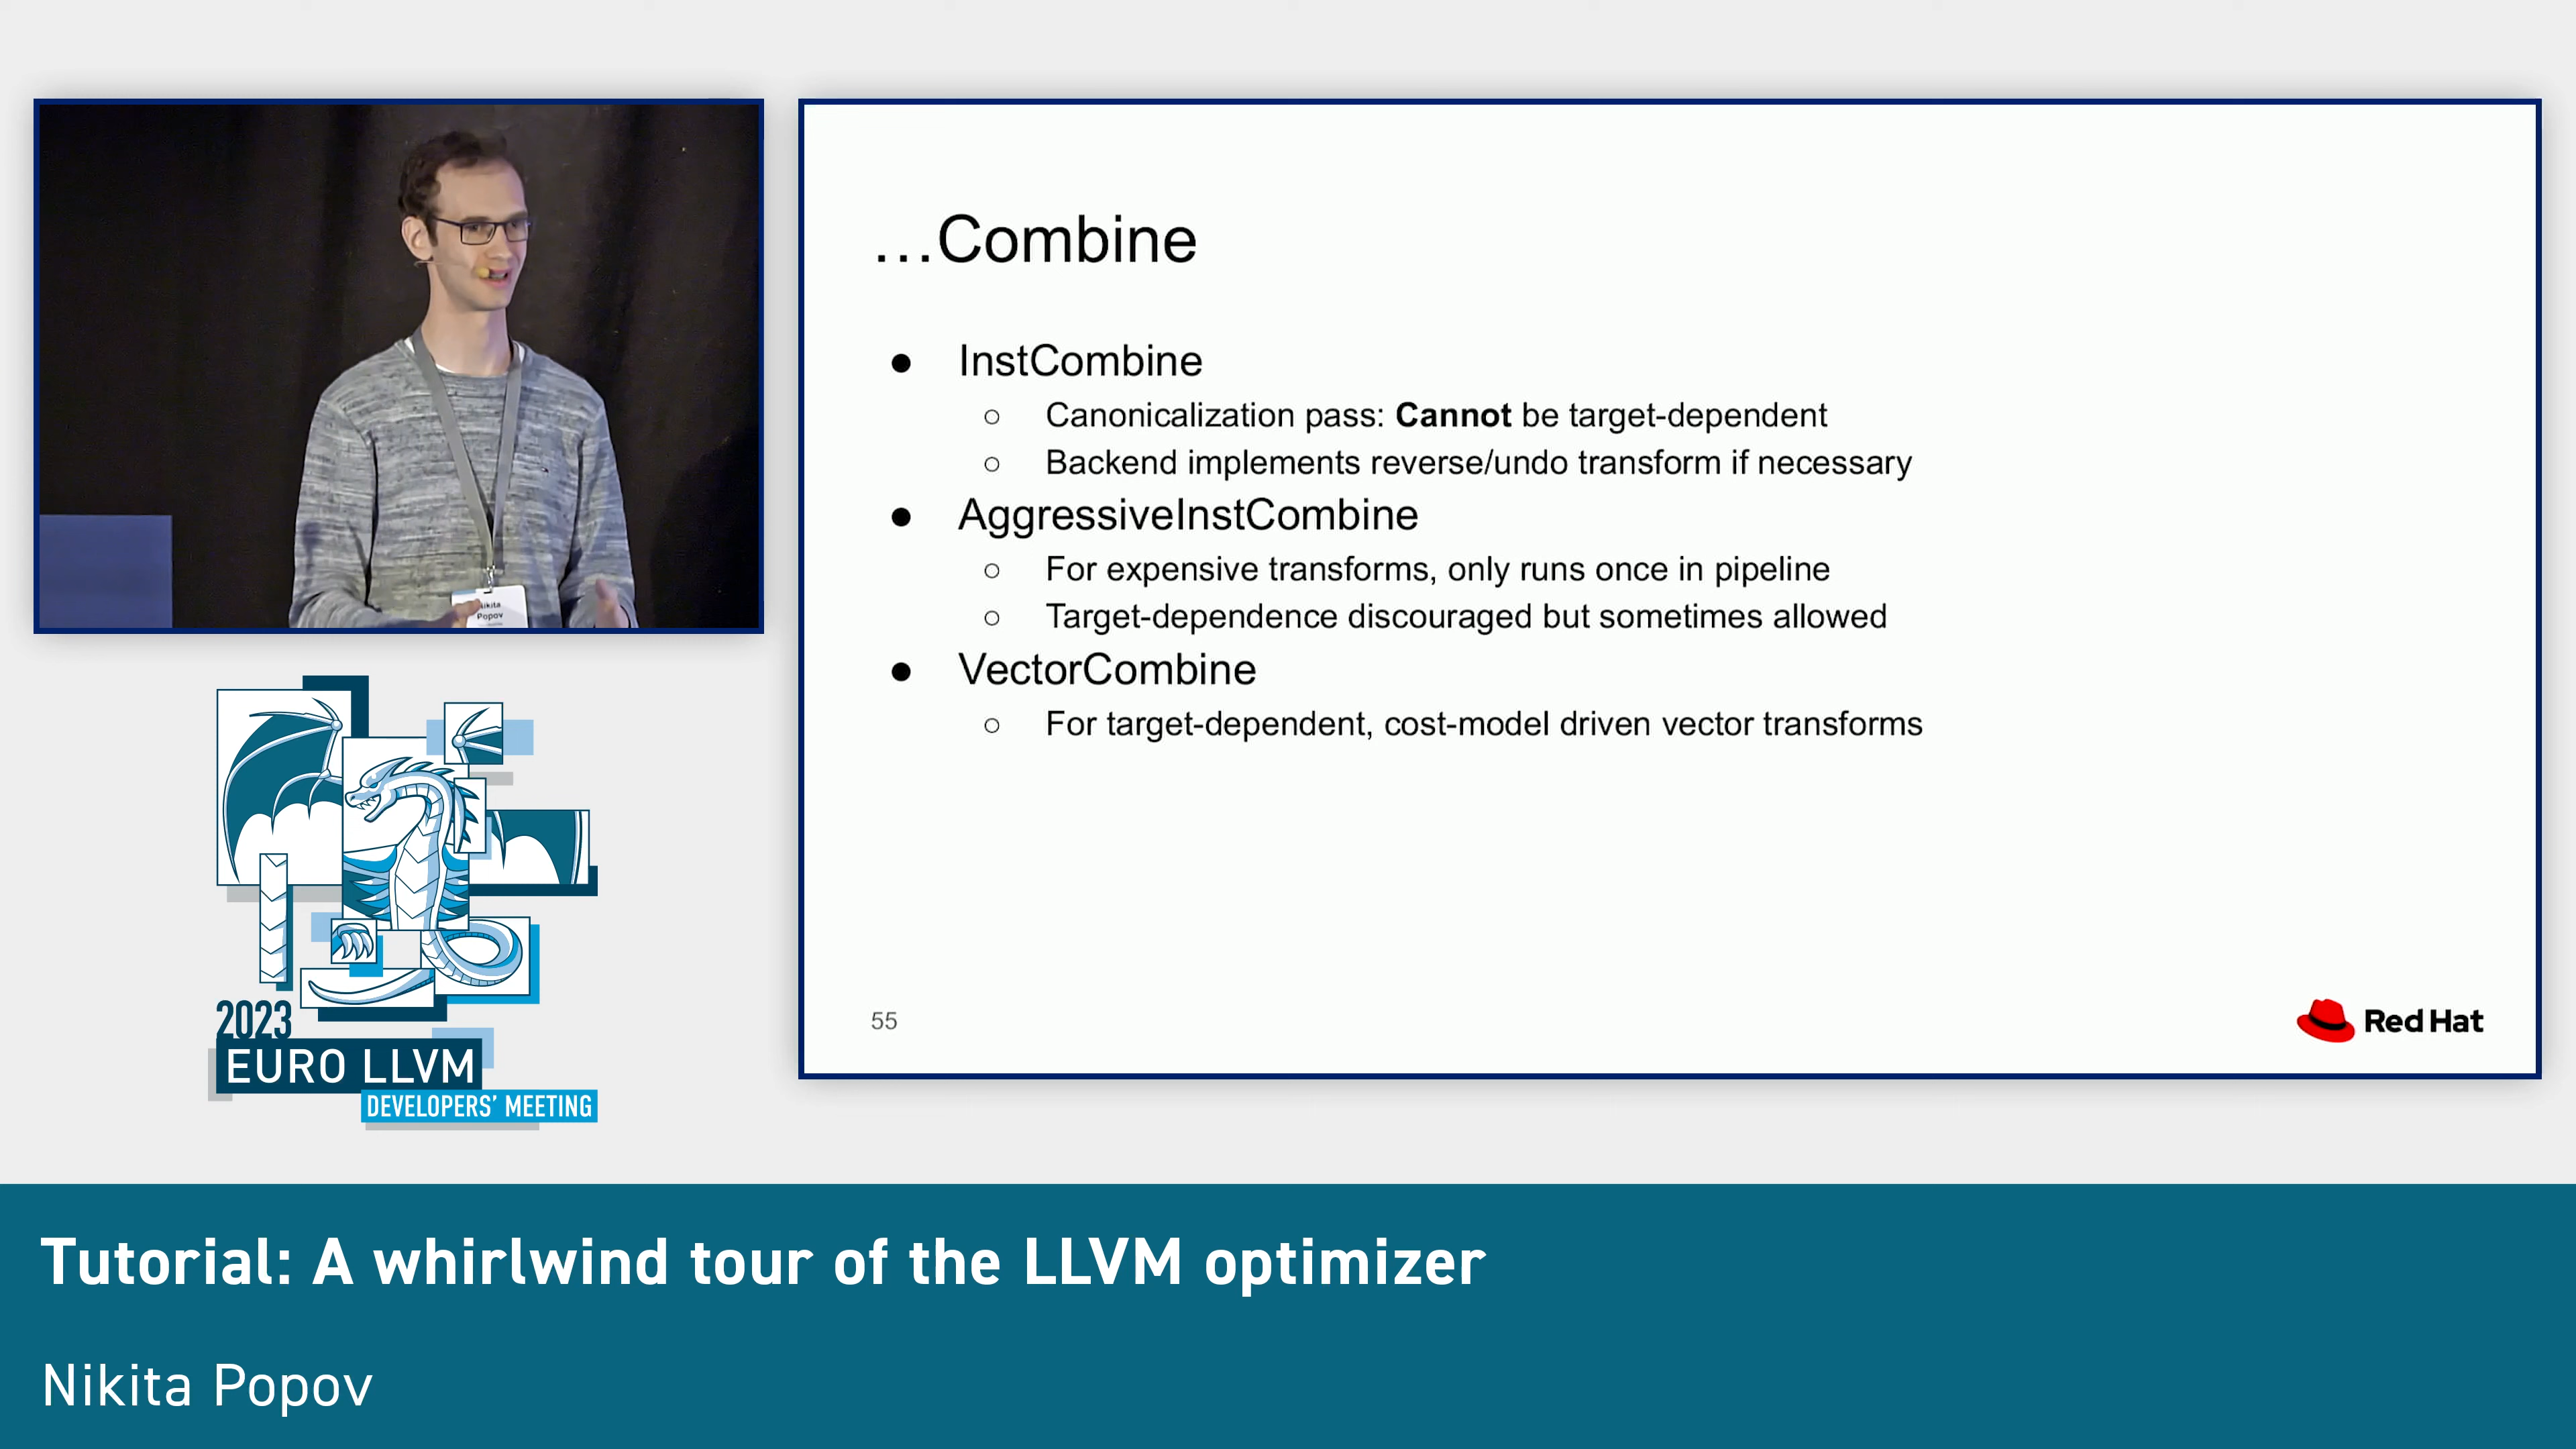 Nikita
Popov
…Combine
● InstCombine
○ Canonicalization pass: Cannot be target-dependent
○ Backend implements reverse/undo transform if necessary
● AggressiveInstCombine
○ For expensive transforms, only runs once in pipeline
○ Target-dependence discouraged but sometimes allowed
● VectorCombine
○ For target-dependent, cost-model driven vector transforms
55
Red Hat
2023
EURO LLVM
DEVELOPERS’ MEETING
Tutorial: A whirlwind tour of the LLVM optimizer
Nikita Popov